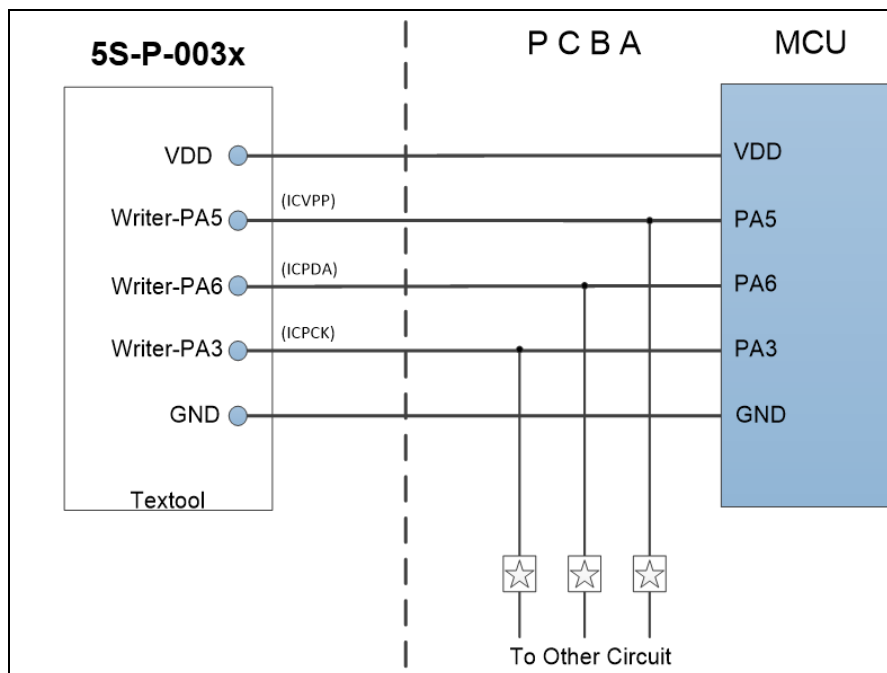 5S-P-003x
P C B A
MCU
VDD
VDD
Writer-PA5
(ICVPP)
PA5
Writer-PA6
(ICPDA)
PA6
Writer-PA3
(ICPCK)
PA3
GND
GND
Textool
To Other Circuit